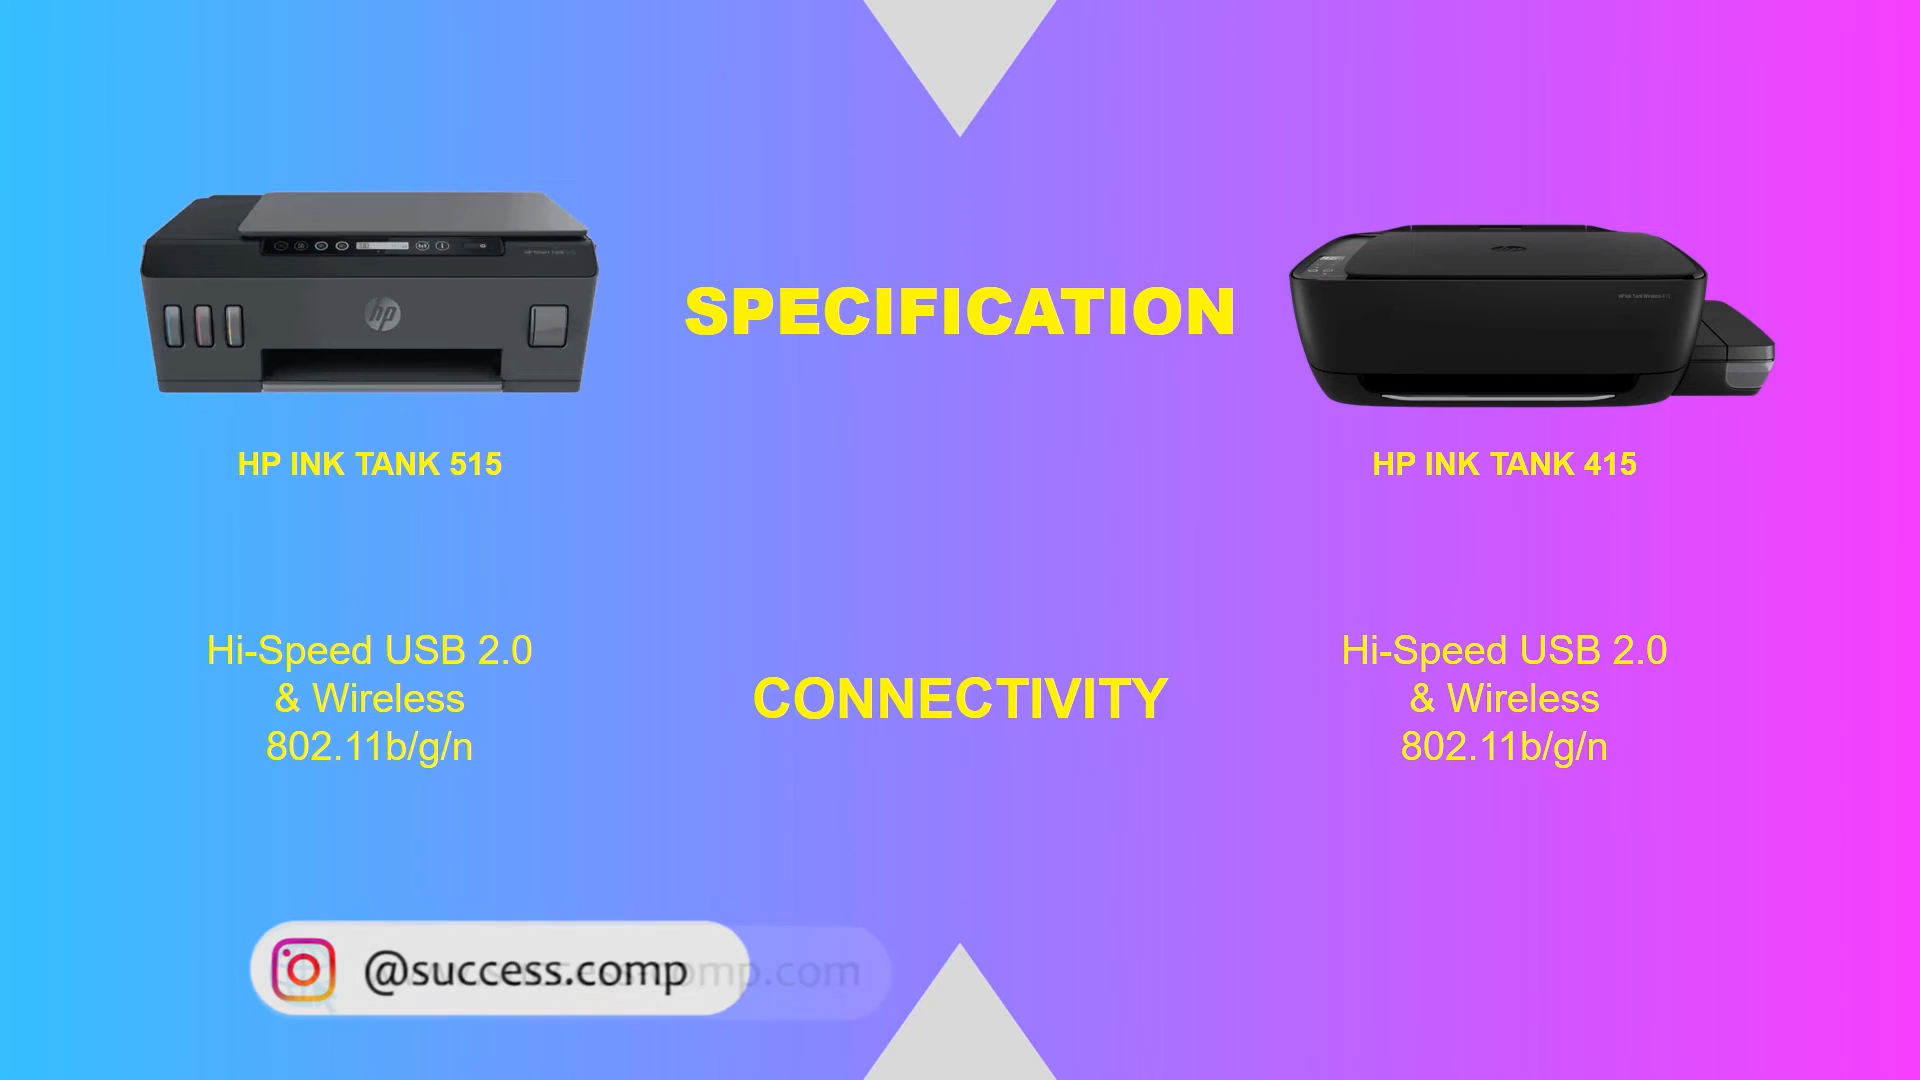 SPECIFICATION
HP INK TANK 515
HP INK TANK 415
Hi-Speed USB 2.0
& Wireless
802.11b/g/n
CONNECTIVITY
Hi-Speed USB 2.0
& Wireless
802.11b/g/n
@success.comp
hp